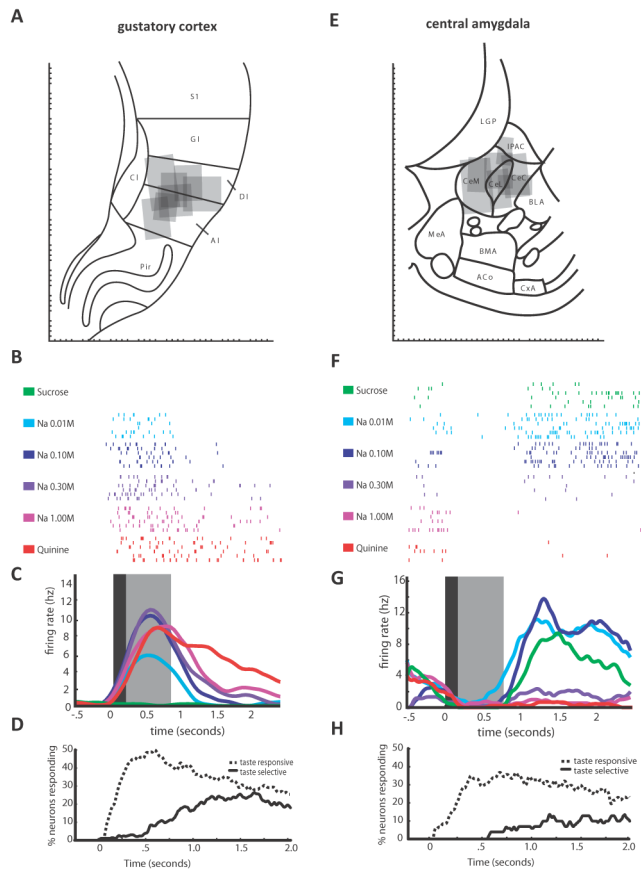 A
gustatory cortex
S1
GI
CI
DI
AI
Pir
B
Sucrose
Na 0.01M
Na 0.10M
Na 0.30M
Na 1.00M
Quinine
C
firing rate (hz)
14
12
10
8
6
4
2
0
-.5
0
0.5
1.0
1.5
2.0
time (seconds)
D
% neurons responding
50
40
30
20
10
0
taste responsive
taste selective
0
.5
1.0
1.5
2.0
Time (seconds)
E
central amygdala
LGP
IPAC
CeM
CeL
CeC
BLA
MeA
BMA
ACo
CxA
F
Sucrose
Na 0.01M
Na 0.10M
Na 0.30M
Na 1.00M
Quinine
G
firing rate (hz)
16
12
8
4
0
-.5
0
0.5
1.0
1.5
2.0
time (seconds)
H
% neurons responding
50
40
30
20
10
0
taste responsive
taste selective
0
.5
1.0
1.5
2.0
Time (seconds)